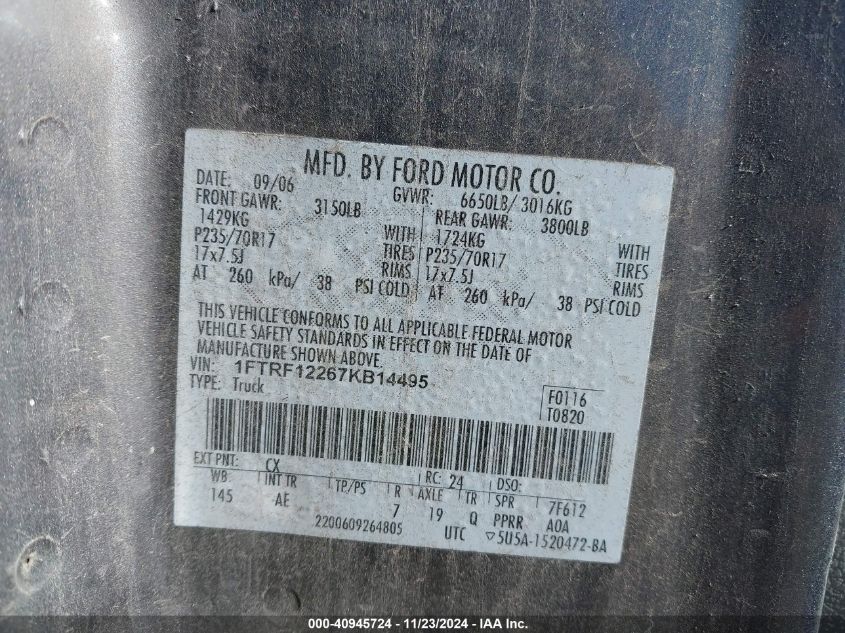 MFD. BY FORD MOTOR CO.
DATE: 09/06 GVWR: 6650LB/ 3016KG
FRONT GAWR: 3150LB REAR GAWR: 3800LB
1429KG WITH 1724KG WITH
P235/70R17 TIRES P235/70R17 TIRES
17x7.5J RIMS 17x7.5J RIMS
AT 260 kPa/ 38 PSI COLD AT 260 kPa/ 38 PSI COLD
THIS VEHICLE CONFORMS TO ALL APPLICABLE FEDERAL MOTOR
VEHICLE SAFETY STANDARDS IN EFFECT ON THE DATE OF
MANUFACTURE SHOWN ABOVE.
VIN: 1FTRF12267KB14495
TYPE: Truck F0116
T0820
EXT PNT: CX RC: 24 DSO:
WB INT TR TP/PS R AXLE TR SPR 7F612
145 AE 7 19 Q PPRR A0A
2200609264805 UTC ▽5U5A-1520472-BA
000-40945724 - 11/23/2024 - IAA Inc.